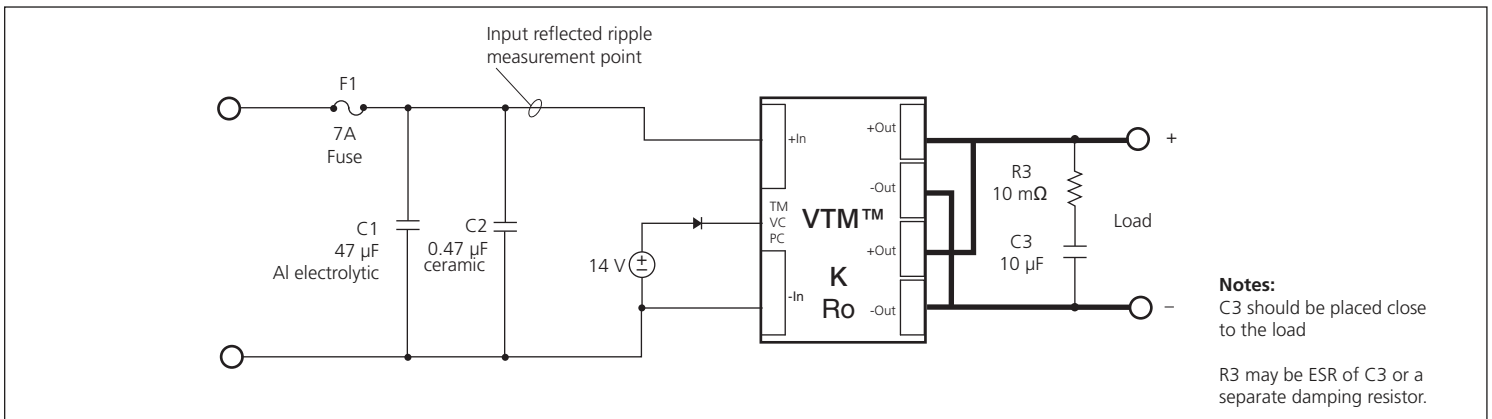 Input reflected ripple
measurement point
F1
7A
Fuse
C1
47 µF
Al electrolytic
C2
0.47 µF
ceramic
14 V
+In
TM
VC
PC
-In
VTM™
K
Ro
+Out
-Out
+Out
-Out
R3
10 mΩ
C3
10 µF
+
Load
–
Notes:
C3 should be placed close
to the load
R3 may be ESR of C3 or a
separate damping resistor.